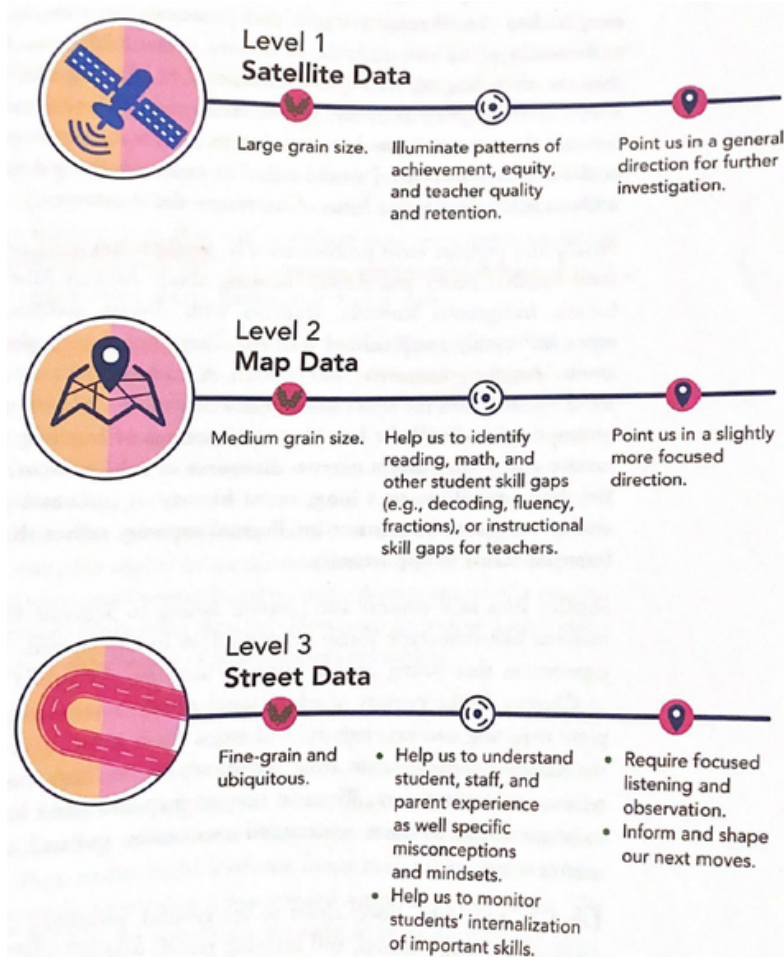 Level 1
Satellite Data
Large grain size.
Illuminate patterns of
achievement, equity,
and teacher quality
and retention.
Point us in a general
direction for further
investigation.
Level 2
Map Data
Medium grain size.
Help us to identify
reading, math, and
other student skill gaps
(e.g., decoding, fluency,
fractions), or instructional
skill gaps for teachers.
Point us in a slightly
more focused
direction.
Level 3
Street Data
Fine-grain and
ubiquitous.
• Help us to understand
student, staff, and
parent experience
as well specific
misconceptions
and mindsets.
• Help us to monitor
students' internalization
of important skills.
• Require focused
listening and
observation.
• Inform and shape
our next moves.